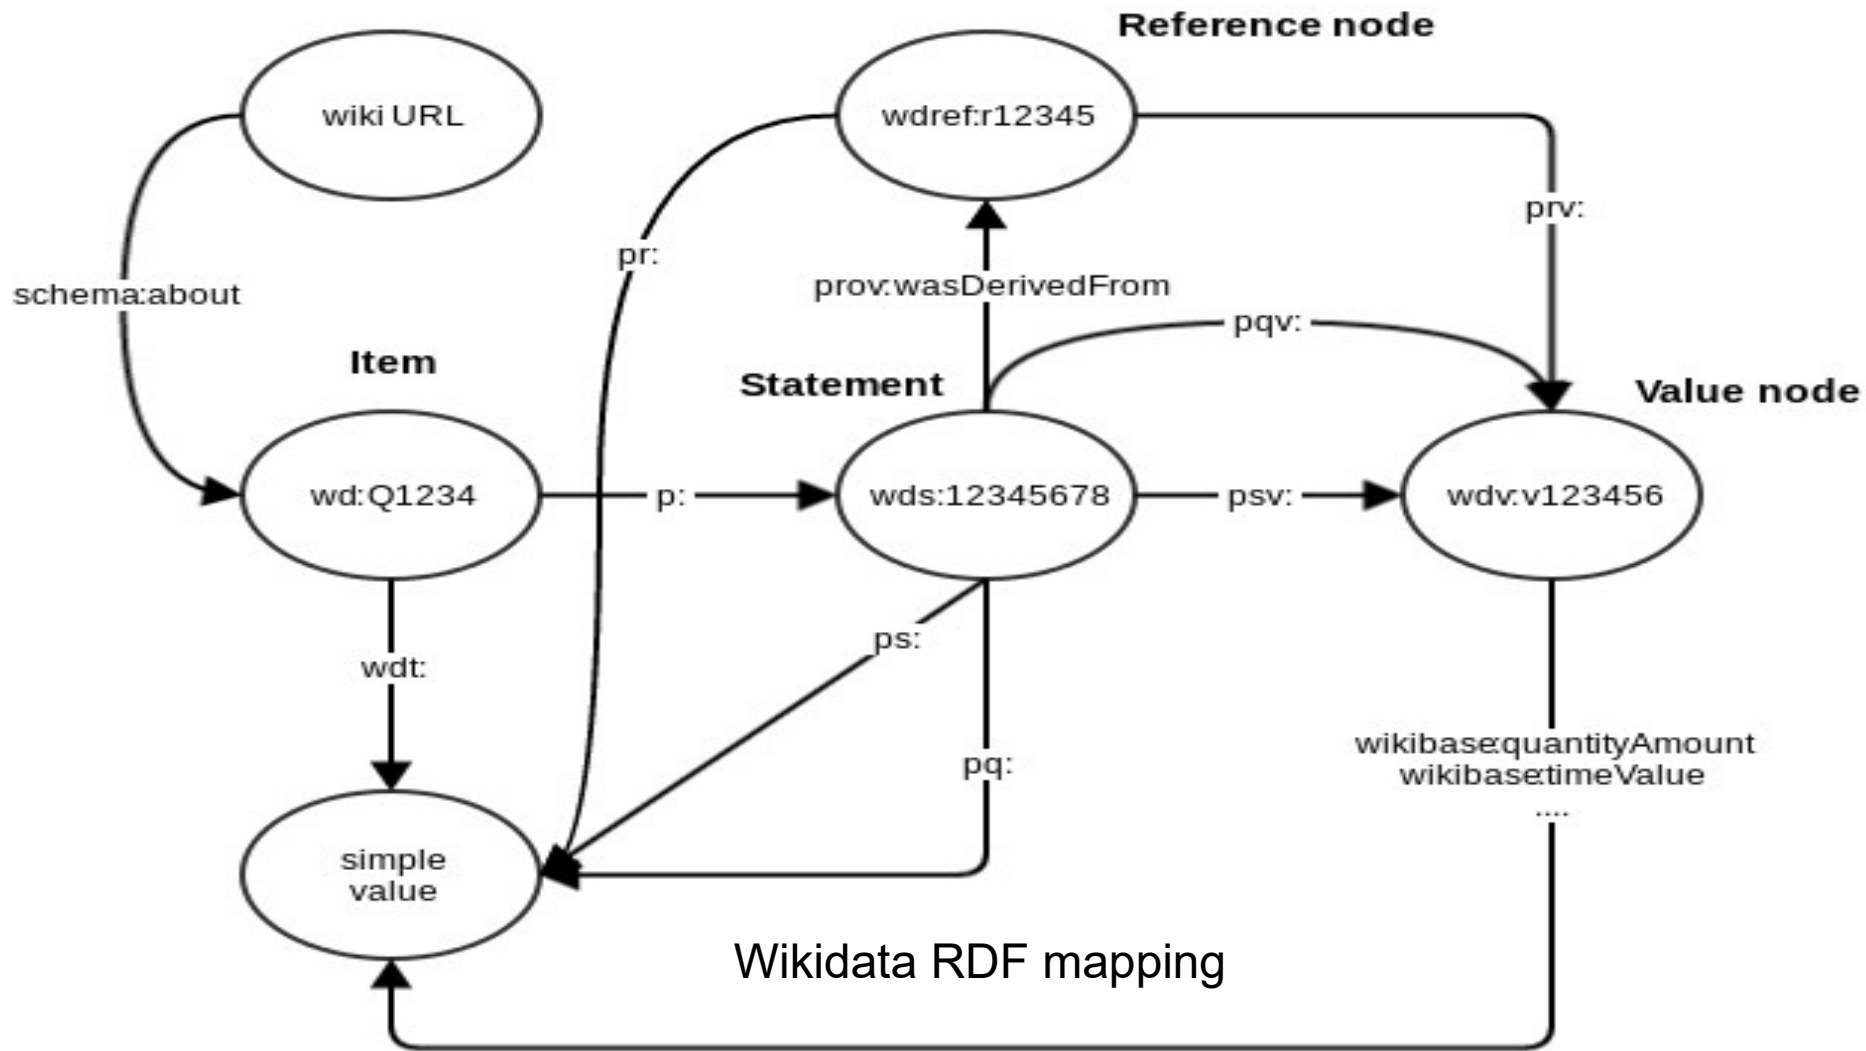 Reference node
wiki URL
wdref:r12345
prv:
pr:
prov:wasDerivedFrom
schema:about
pqv:
Item
Statement
Value node
wd:Q1234
p:
wds:12345678
psv:
wdv:v123456
ps:
wdt:
wikibase:quantityAmount
pq:
wikibase:timeValue
....
simple
value
Wikidata RDF mapping